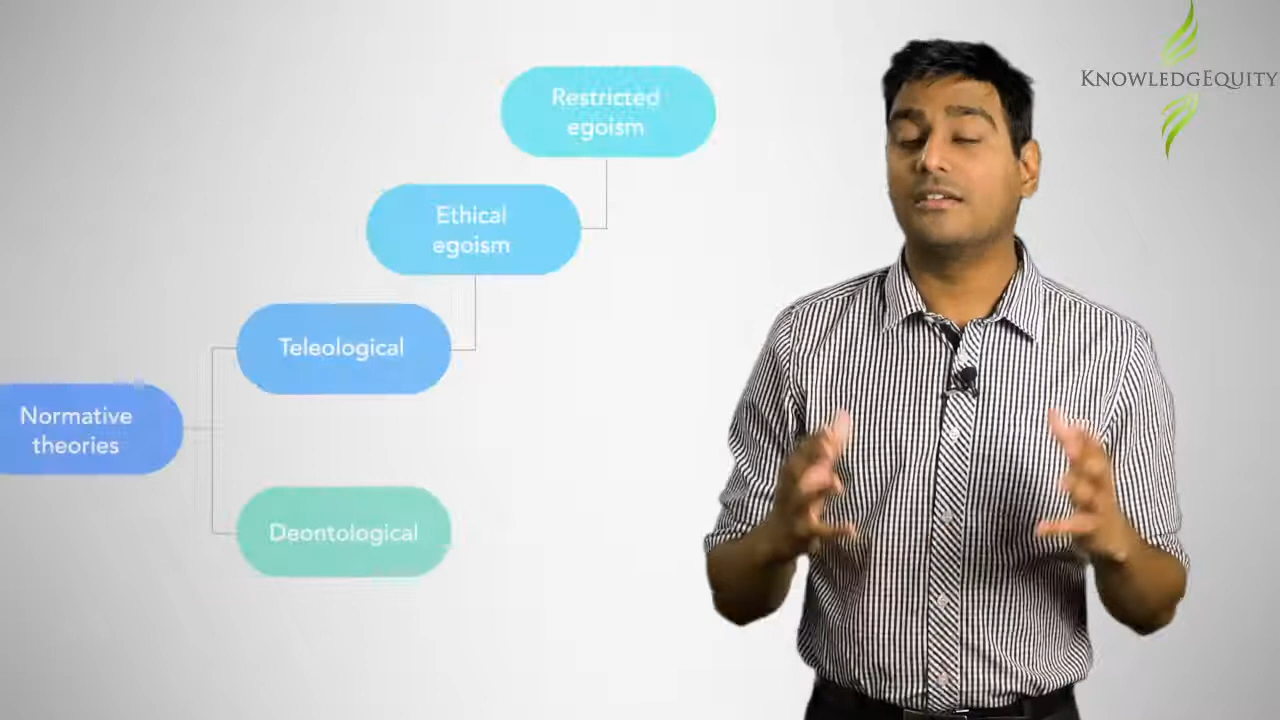 KNOWLEDGEQUITY
Restricted
egoism
Ethical
egoism
Teleological
Normative
theories
Deontological